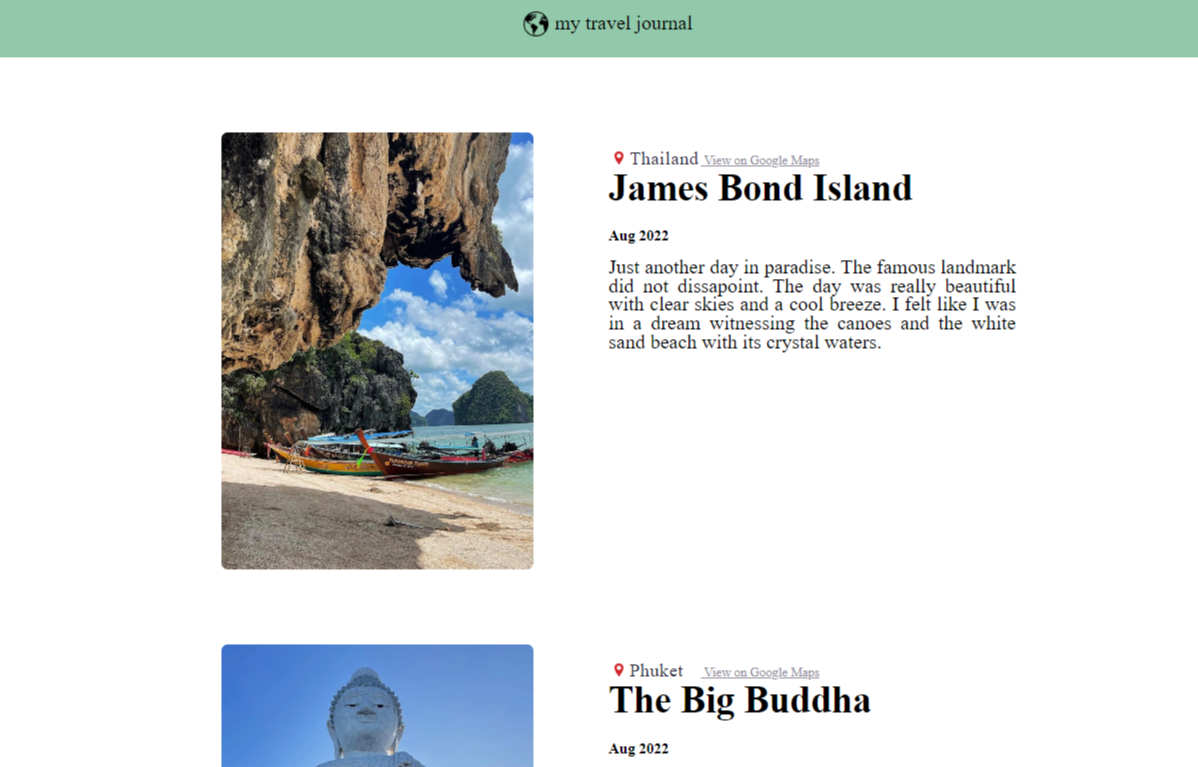 my travel journal
Thailand View on Google Maps
James Bond Island
Aug 2022
Just another day in paradise. The famous landmark
did not dissapoint. The day was really beautiful
with clear skies and a cool breeze. I felt like I was
in a dream witnessing the canoes and the white
sand beach with its crystal waters.
Phuket View on Google Maps
The Big Buddha
Aug 2022